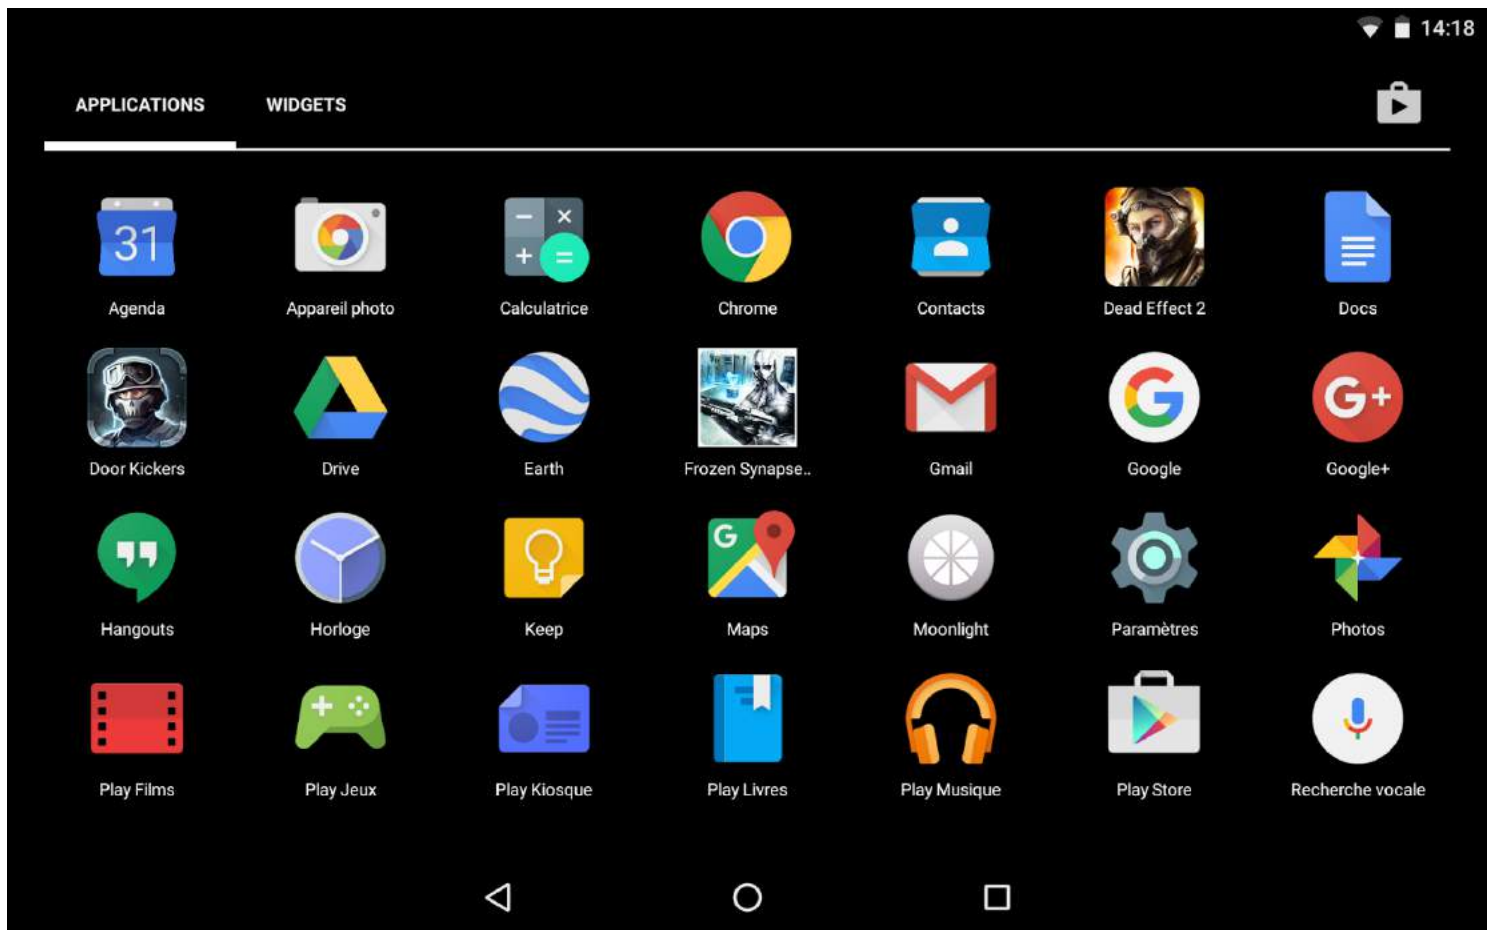 14:18
APPLICATIONS WIDGETS
31
Agenda Appareil photo Calculatrice Chrome Contacts Dead Effect 2 Docs
G G+
Door Kickers Drive Earth Frozen Synapse.. Gmail Google Google+
G
Hangouts Horloge Keep Maps Moonlight Paramètres Photos
Play Films Play Jeux Play Kiosque Play Livres Play Musique Play Store Recherche vocale